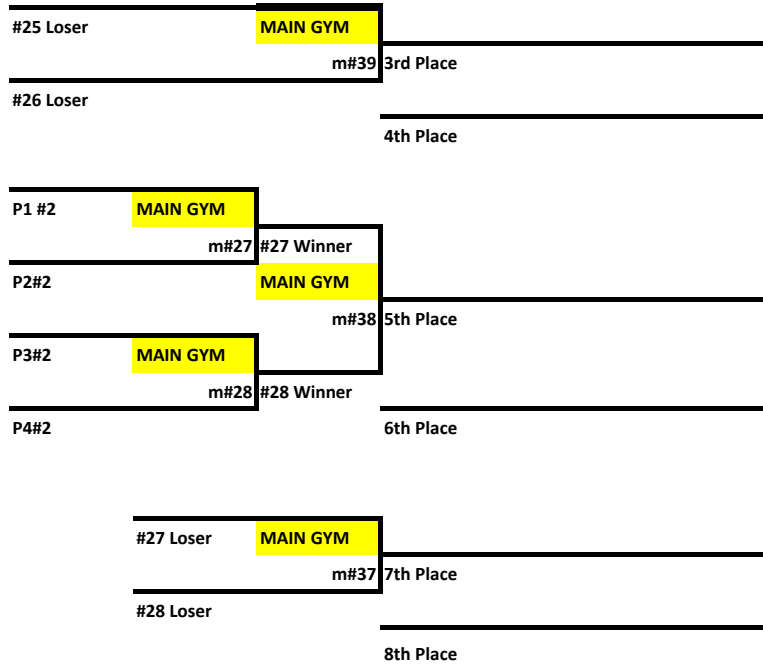 #25 Loser MAIN GYM
m#39 3rd Place
#26 Loser
4th Place
P1 #2 MAIN GYM
m#27 #27 Winner
P2#2 MAIN GYM
m#38 5th Place
P3#2 MAIN GYM
m#28 #28 Winner
P4#2 6th Place
#27 Loser MAIN GYM
m#37 7th Place
#28 Loser
8th Place